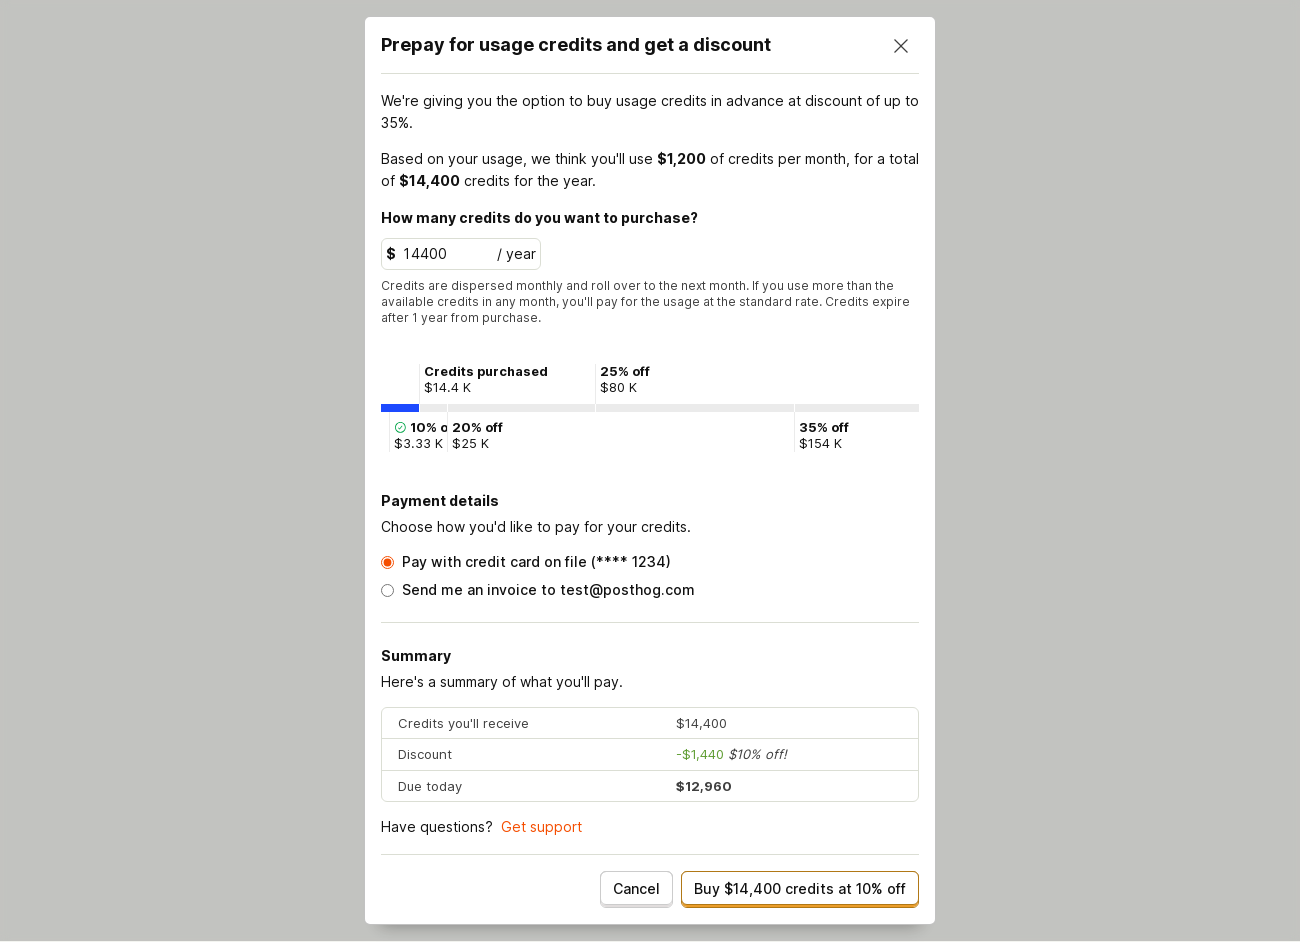 Prepay for usage credits and get a discount
We're giving you the option to buy usage credits in advance at discount of up to
35%.
Based on your usage, we think you'll use $1,200 of credits per month, for a total
of $14,400 credits for the year.
How many credits do you want to purchase?
$ 14400 / year
Credits are dispersed monthly and roll over to the next month. If you use more than the
available credits in any month, you'll pay for the usage at the standard rate. Credits expire
after 1 year from purchase.
Credits purchased 25% off
$14.4 K $80 K
10% o 20% off 35% off
$3.33 K $25 K $154 K
Payment details
Choose how you'd like to pay for your credits.
Pay with credit card on file (**** 1234)
Send me an invoice to test@posthog.com
Summary
Here's a summary of what you'll pay.
Credits you'll receive $14,400
Discount -$1,440 $10% off!
Due today $12,960
Have questions? Get support
Cancel Buy $14,400 credits at 10% off